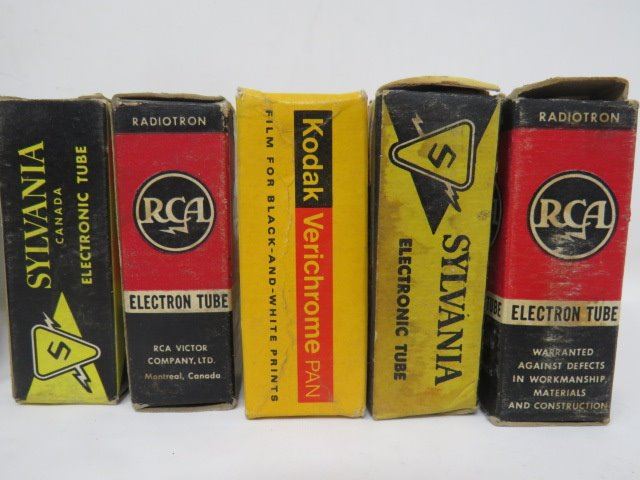 SYLVANIA
CANADA
ELECTRONIC TUBE
S
RADIOTRON
RCA
ELECTRON TUBE
RCA VICTOR
COMPANY, LTD.
Montreal, Canada
Kodak Verichrome PAN
FILM FOR BLACK-AND-WHITE PRINTS
S
SYLVANIA
ELECTRONIC TUBE
RADIOTRON
RCA
TUBE
ELECTRON TUBE
WARRANTED
AGAINST DEFECTS
IN WORKMANSHIP,
MATERIALS
AND CONSTRUCTION